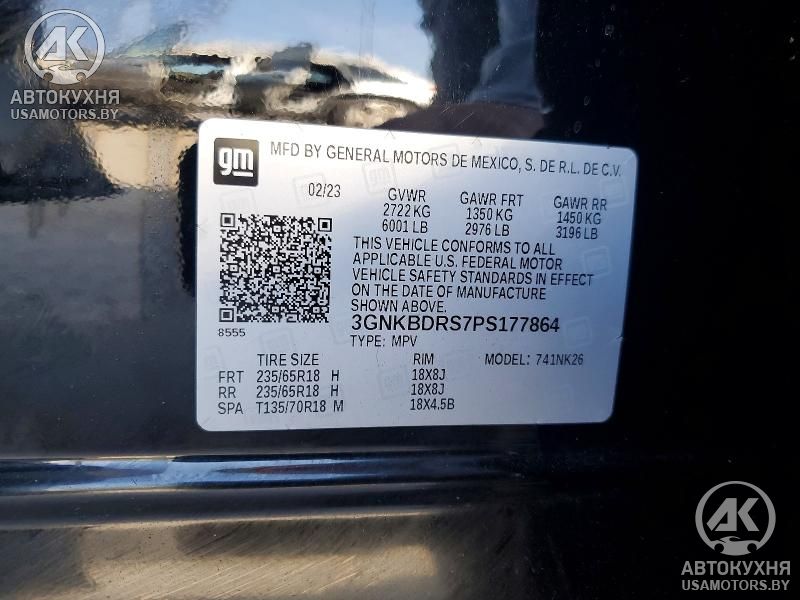 AK
АВТОКУХНЯ
USAMOTORS.BY
gm
MFD BY GENERAL MOTORS DE MEXICO, S. DE R.L. DE C.V.
02/23 GVWR GAWR FRT GAWR RR
2722 KG 1350 KG 1450 KG
6001 LB 2976 LB 3196 LB
THIS VEHICLE CONFORMS TO ALL
APPLICABLE U.S. FEDERAL MOTOR
VEHICLE SAFETY STANDARDS IN EFFECT
ON THE DATE OF MANUFACTURE
SHOWN ABOVE.
8555
3GNKBDRS7PS177864
TYPE: MPV
TIRE SIZE RIM MODEL: 741NK26
FRT 235/65R18 H 18X8J
RR 235/65R18 H 18X8J
SPA T135/70R18 M 18X4.5B
AK
АВТОКУХНЯ
USAMOTORS.BY